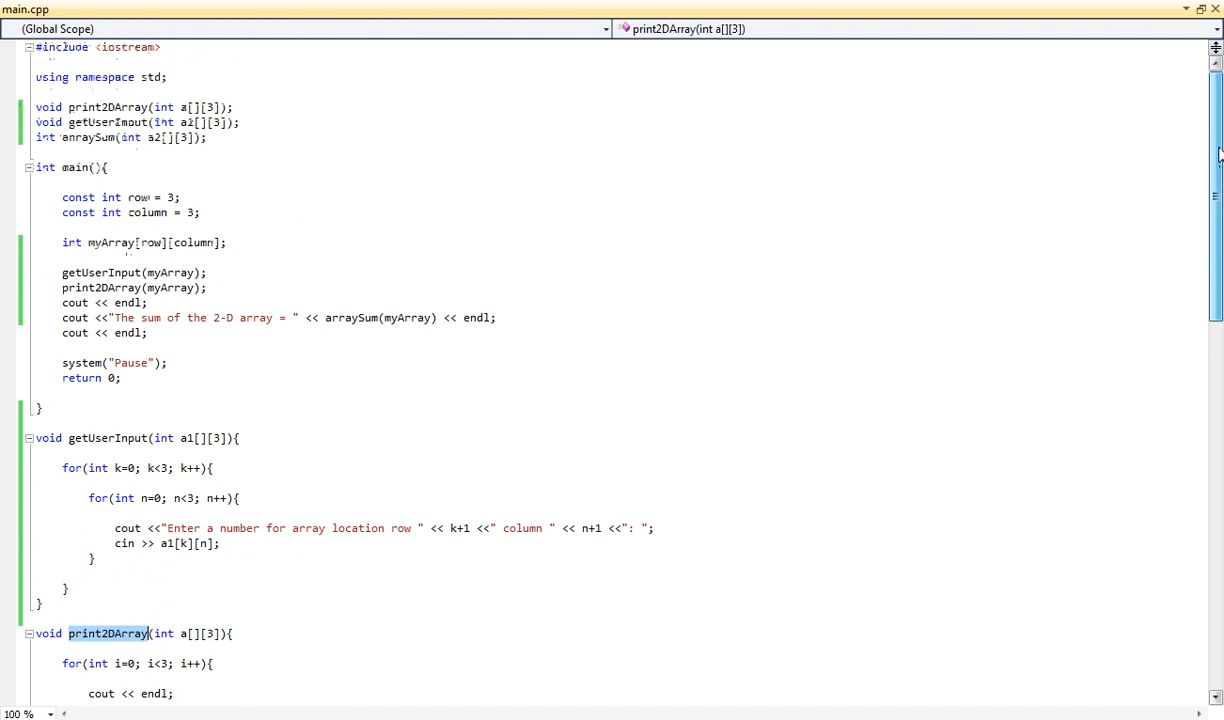 main.cpp
(Global Scope) print2DArray(int a[][3])
#include <iostream>
using namespace std;
void print2DArray(int a[][3]);
void getUserInput(int a2[][3]);
int arraySum(int a2[][3]);
int main(){
const int row = 3;
const int column = 3;
int myArray[row][column];
getUserInput(myArray);
print2DArray(myArray);
cout << endl;
cout <<"The sum of the 2-D array = " << arraySum(myArray) << endl;
cout << endl;
system("Pause");
return 0;
}
void getUserInput(int a1[][3]){
for(int k=0; k<3; k++){
for(int n=0; n<3; n++){
cout <<"Enter a number for array location row " << k+1 <<" column " << n+1 <<": ";
cin >> a1[k][n];
}
}
}
void print2DArray(int a[][3]){
for(int i=0; i<3; i++){
cout << endl;
100 %